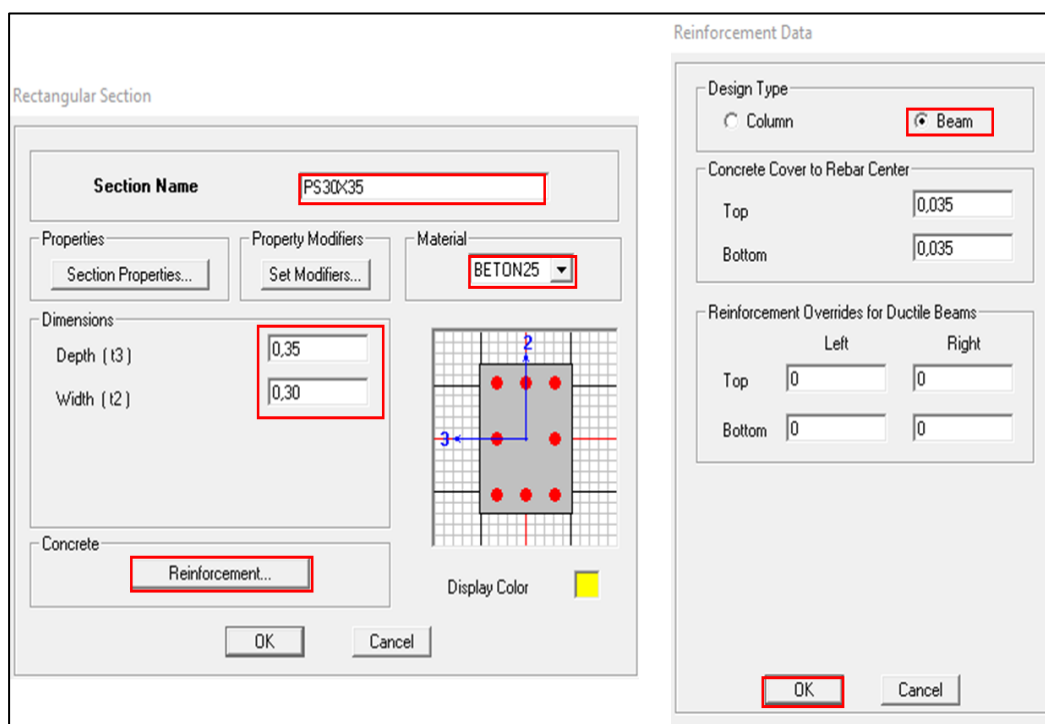 Rectangular Section
Section Name
PS30X35
Properties
Section Properties...
Property Modifiers
Set Modifiers...
Material
BETON25
Dimensions
Depth ( t3 )
0,35
Width ( t2 )
0,30
2
3
Concrete
Reinforcement...
Display Color
OK Cancel
Reinforcement Data
Design Type
Column Beam
Concrete Cover to Rebar Center
Top 0,035
Bottom 0,035
Reinforcement Overrides for Ductile Beams
Left Right
Top 0 0
Bottom 0 0
OK Cancel